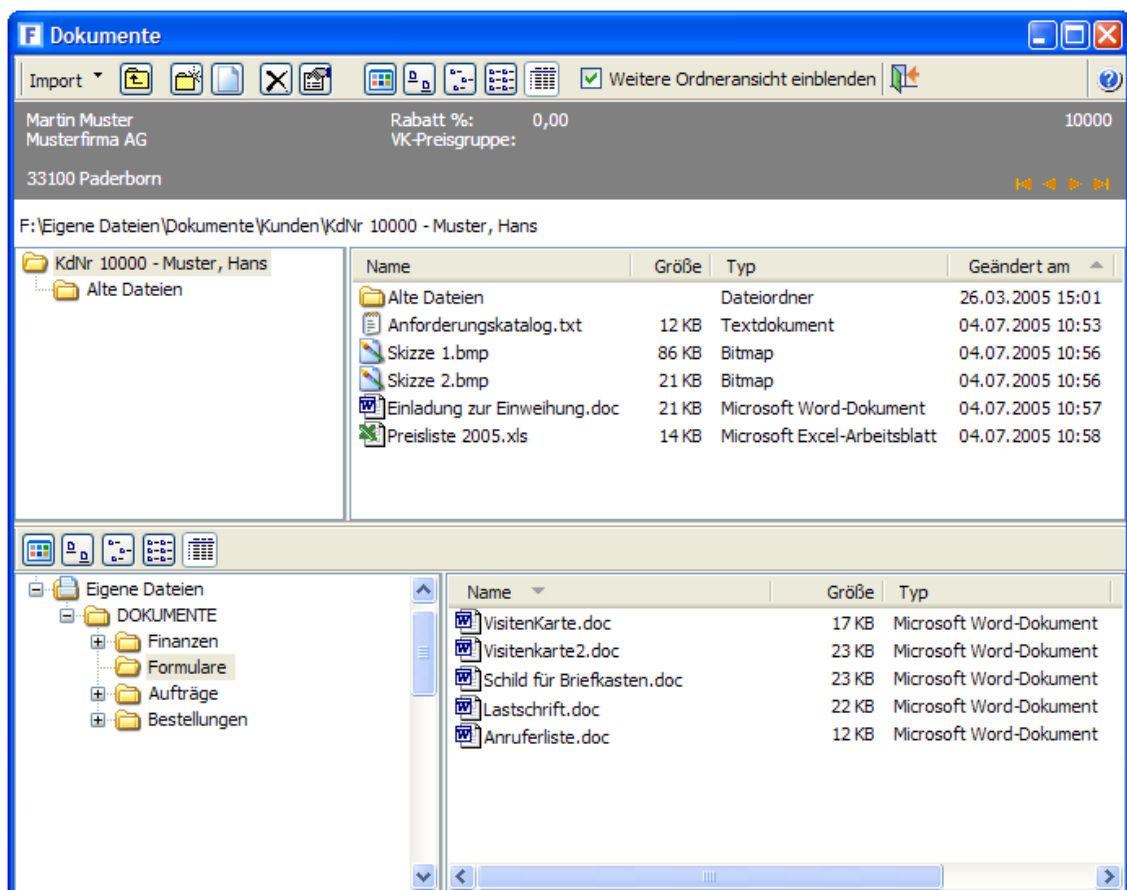 F Dokumente
Import Weitere Ordneransicht einblenden ?
Martin Muster Rabatt %: 0,00 10000
Musterfirma AG VK-Preisgruppe:
33100 Paderborn
F:\Eigene Dateien\Dokumente\Kunden\KdNr 10000 - Muster, Hans
KdNr 10000 - Muster, Hans
Alte Dateien
Name Größe Typ Geändert am
Alte Dateien Dateiordner 26.03.2005 15:01
Anforderungskatalog.txt 12 KB Textdokument 04.07.2005 10:53
Skizze 1.bmp 86 KB Bitmap 04.07.2005 10:56
Skizze 2.bmp 21 KB Bitmap 04.07.2005 10:56
Einladung zur Einweihung.doc 21 KB Microsoft Word-Dokument 04.07.2005 10:57
Preisliste 2005.xls 14 KB Microsoft Excel-Arbeitsblatt 04.07.2005 10:58
Eigene Dateien
DOKUMENTE
Finanzen
Formulare
Aufträge
Bestellungen
Name Größe Typ
VisitenKarte.doc 17 KB Microsoft Word-Dokument
Visitenkarte2.doc 23 KB Microsoft Word-Dokument
Schild für Briefkasten.doc 23 KB Microsoft Word-Dokument
Lastschrift.doc 22 KB Microsoft Word-Dokument
Anruferliste.doc 12 KB Microsoft Word-Dokument